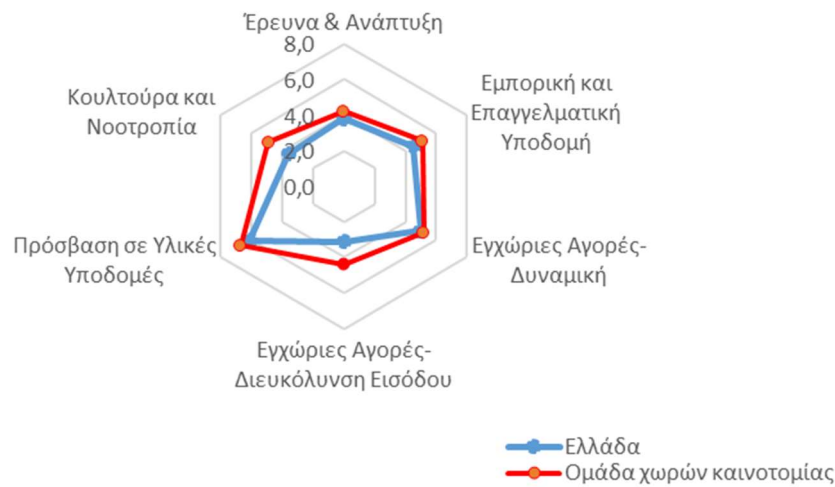 Έρευνα & Ανάπτυξη
8,0
6,0
4,0
2,0
0,0
Εμπορική και
Επαγγελματική
Υποδομή
Εγχώριες Αγορές-
Δυναμική
Εγχώριες Αγορές-
Διευκόλυνση Εισόδου
Πρόσβαση σε Υλικές
Υποδομές
Κουλτούρα και
Νοοτροπία
Ελλάδα
Ομάδα χωρών καινοτομίας